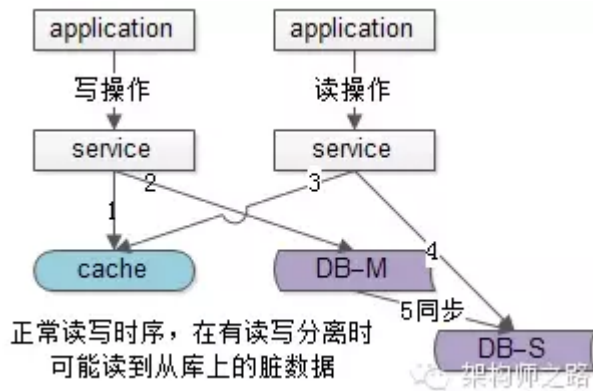 application
application
写操作
读操作
service
service
1
2
3
4
cache
DB-M
5同步
正常读写时序，在有读写分离时
可能读到从库上的脏数据
DB-S
架构师之路